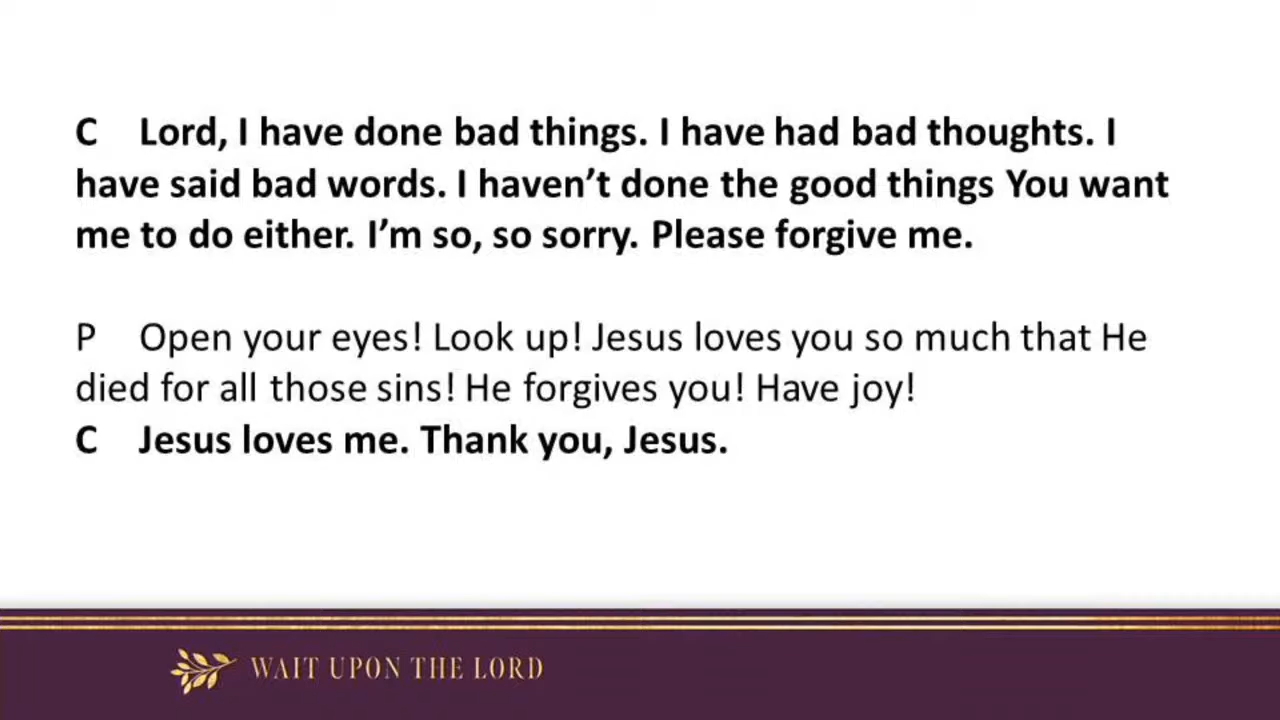 C Lord, I have done bad things. I have had bad thoughts. I
have said bad words. I haven’t done the good things You want
me to do either. I’m so, so sorry. Please forgive me.
P Open your eyes! Look up! Jesus loves you so much that He
died for all those sins! He forgives you! Have joy!
C Jesus loves me. Thank you, Jesus.
WAIT UPON THE LORD